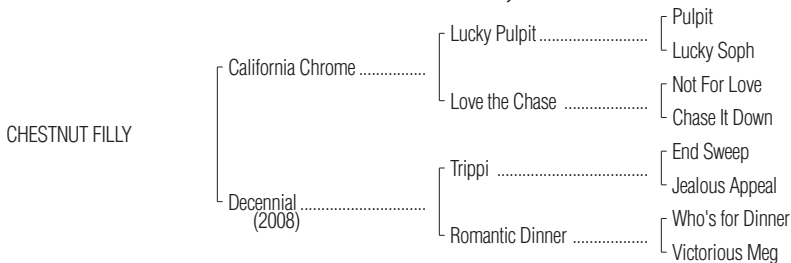 Pulpit
Lucky Pulpit ..................
Lucky Soph
California Chrome ................
Not For Love
Love the Chase ..................
Chase It Down
CHESTNUT FILLY
End Sweep
Trippi ..................................
Jealous Appeal
Decennial ..............................
(2008)
Who's for Dinner
Romantic Dinner ..................
Victorious Meg